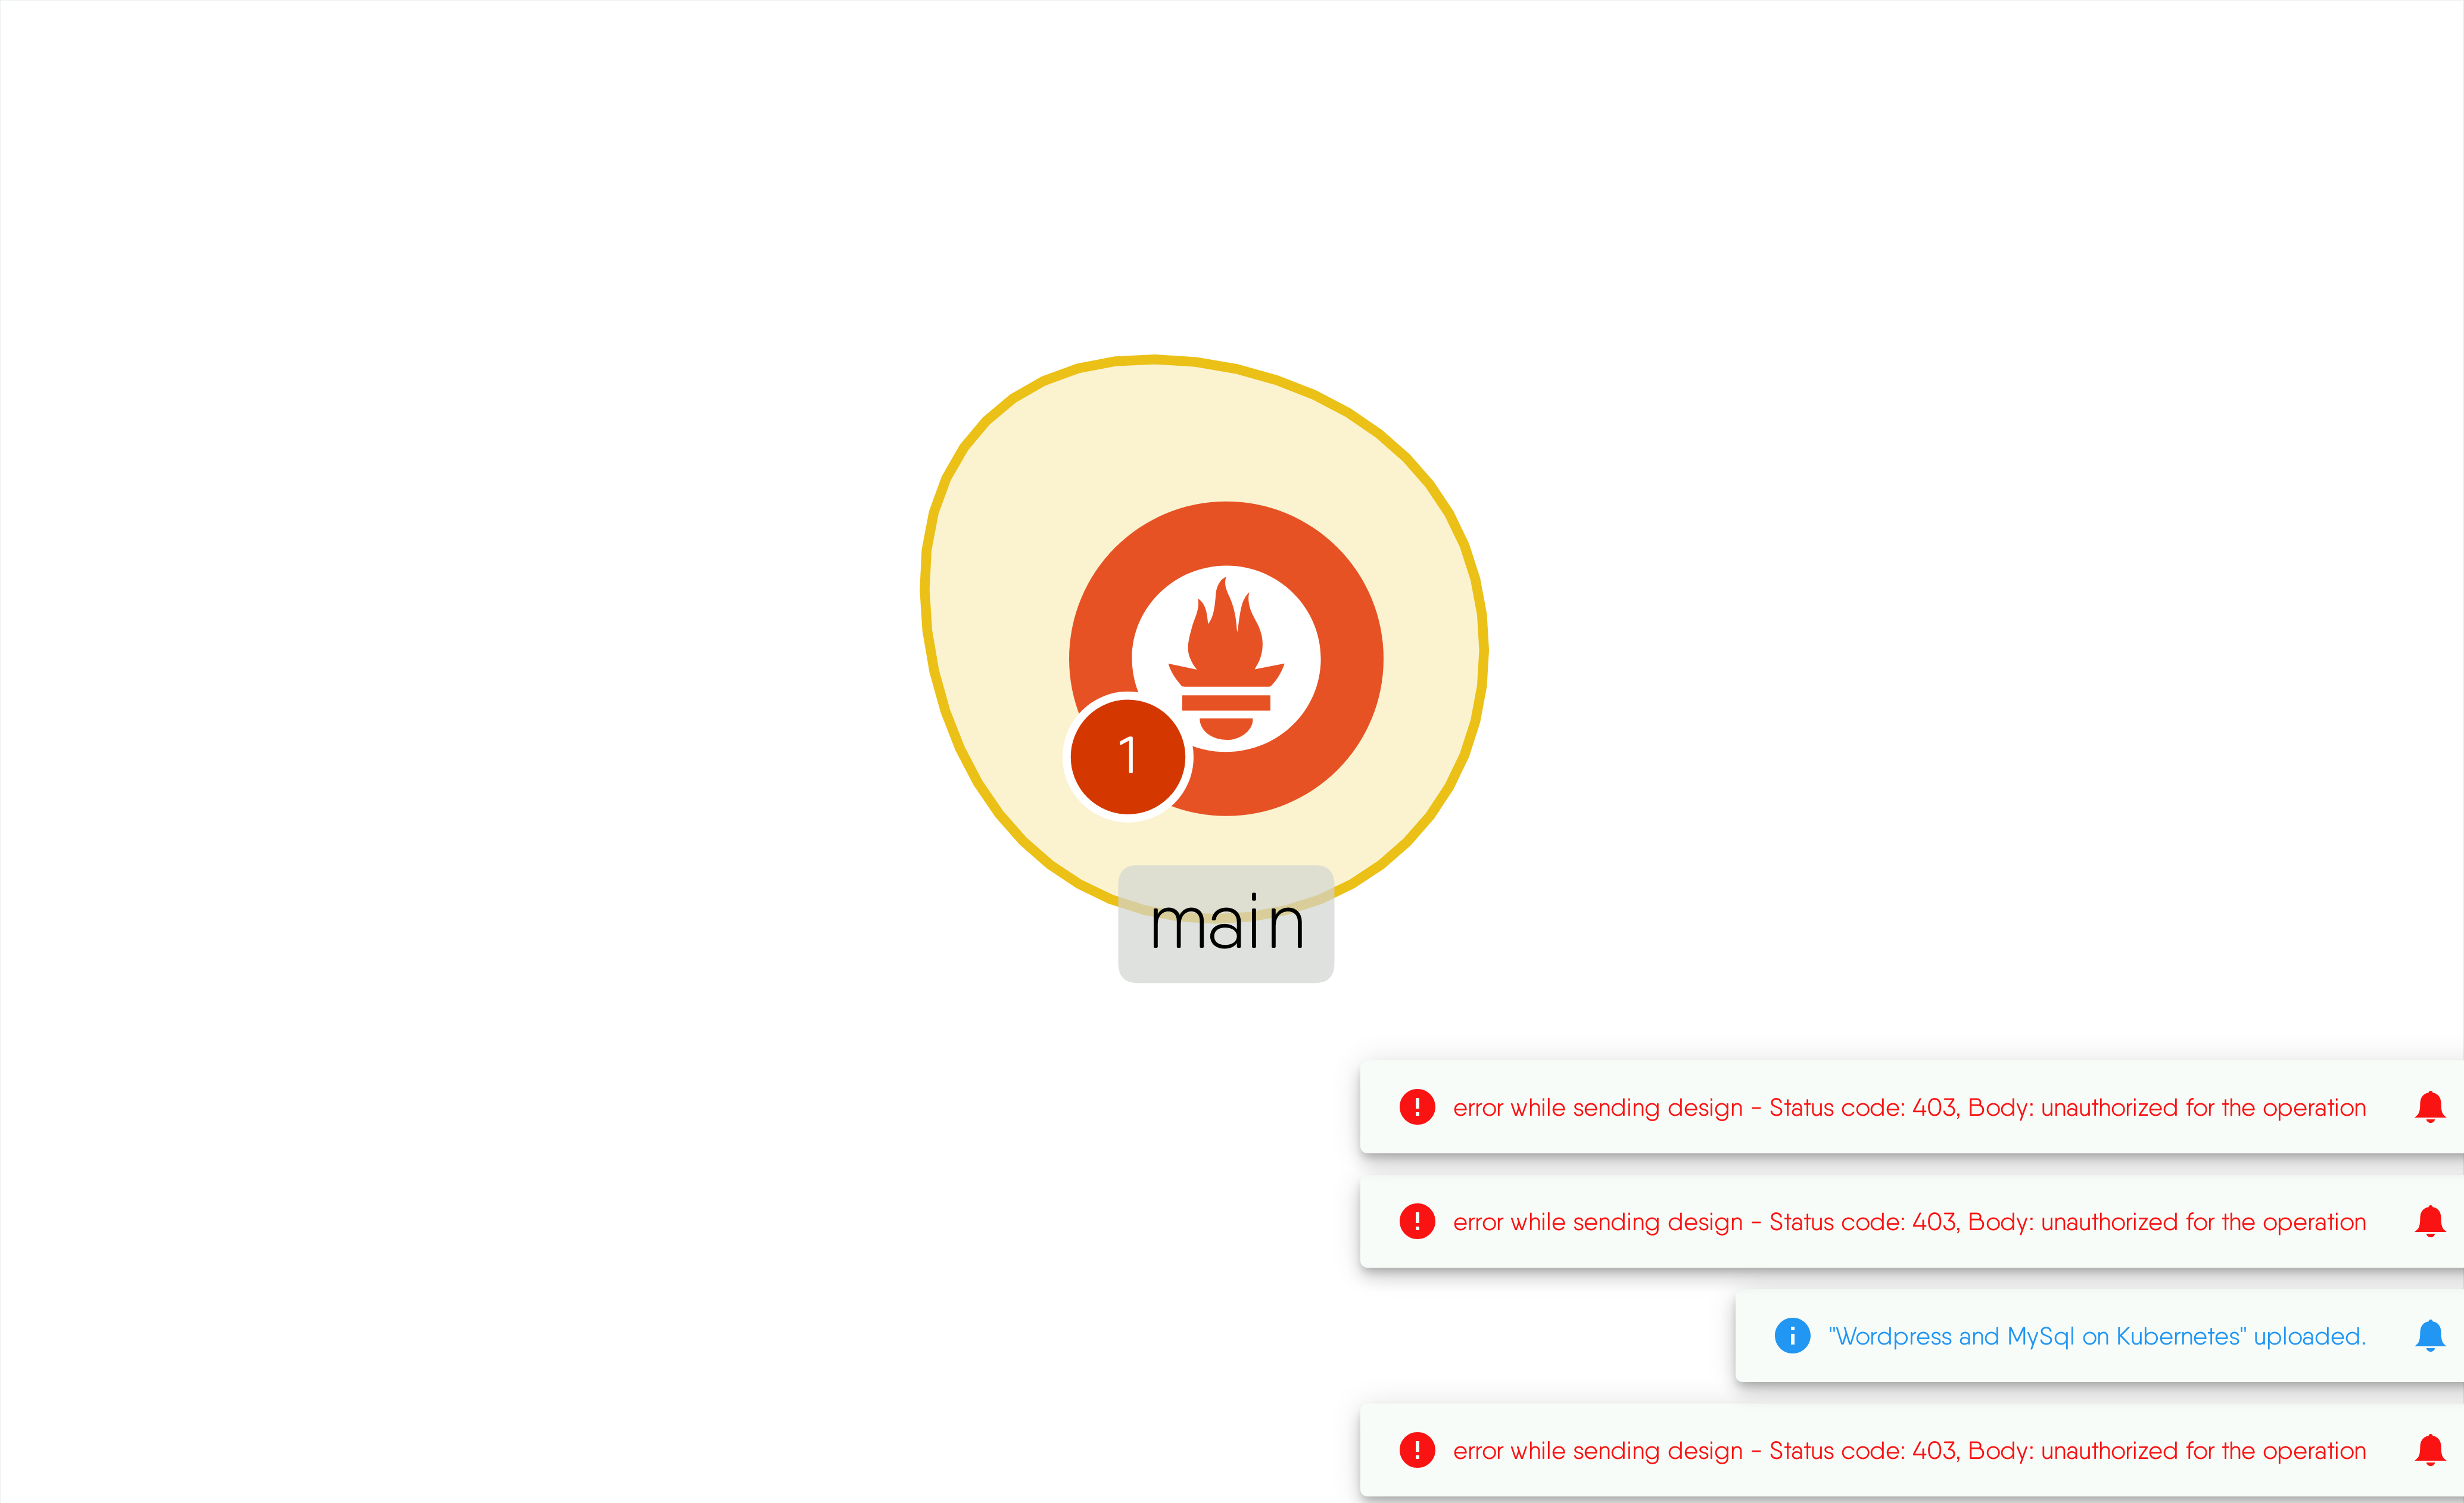 1
main
error while sending design - Status code: 403, Body: unauthorized for the operation
error while sending design - Status code: 403, Body: unauthorized for the operation
"Wordpress and MySql on Kubernetes" uploaded.
error while sending design - Status code: 403, Body: unauthorized for the operation